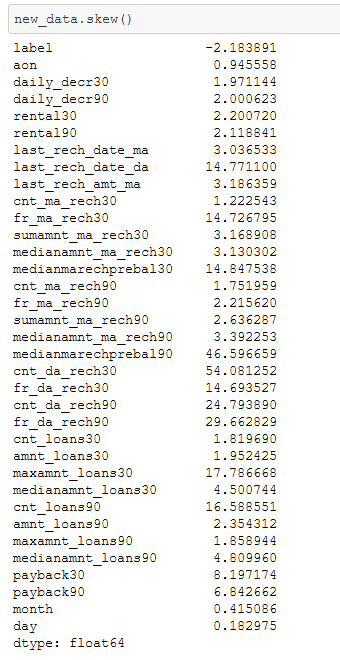 new_data.skew()
label -2.183891
aon 0.945558
daily_decr30 1.971144
daily_decr90 2.000623
rental30 2.200720
rental90 2.118841
last_rech_date_ma 3.036533
last_rech_date_da 14.771100
last_rech_amt_ma 3.186359
cnt_ma_rech30 1.222543
fr_ma_rech30 14.726795
sumamnt_ma_rech30 3.168908
medianamnt_ma_rech30 3.130302
medianmarechprebal30 14.847538
cnt_ma_rech90 1.751959
fr_ma_rech90 2.215620
sumamnt_ma_rech90 2.636287
medianamnt_ma_rech90 3.392253
medianmarechprebal90 46.596659
cnt_da_rech30 54.081252
fr_da_rech30 14.693527
cnt_da_rech90 24.793890
fr_da_rech90 29.662829
cnt_loans30 1.819690
amnt_loans30 1.952425
maxamnt_loans30 17.786668
medianamnt_loans30 4.500744
cnt_loans90 16.588551
amnt_loans90 2.354312
maxamnt_loans90 1.858944
medianamnt_loans90 4.809960
payback30 8.197174
payback90 6.842662
month 0.415086
day 0.182975
dtype: float64